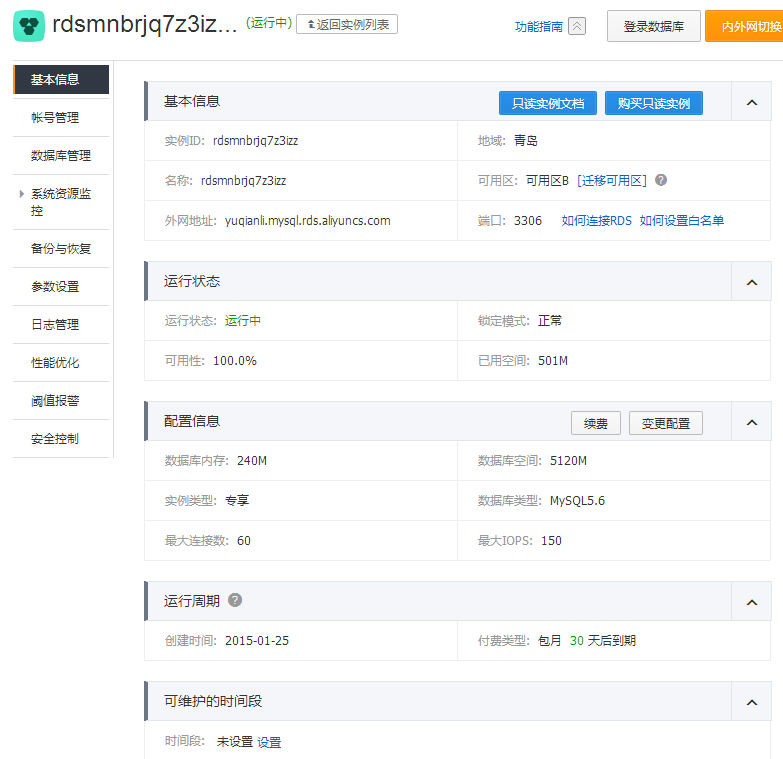 rdsmnbrjq7z3iz... (运行中) 返回实例列表 功能指南 登录数据库 内外网切换
基本信息
帐号管理
数据库管理
系统资源监
控
备份与恢复
参数设置
日志管理
性能优化
阈值报警
安全控制
基本信息 只读实例文档 购买只读实例
实例ID: rdsmnbrjq7z3izz 地域: 青岛
名称: rdsmnbrjq7z3izz 可用区: 可用区B [迁移可用区] ?
外网地址: yuqianli.mysql.rds.aliyuncs.com 端口: 3306 如何连接RDS 如何设置白名单
运行状态
运行状态: 运行中 锁定模式: 正常
可用性: 100.0% 已用空间: 501M
配置信息 续费 变更配置
数据库内存: 240M 数据库空间: 5120M
实例类型: 专享 数据库类型: MySQL5.6
最大连接数: 60 最大IOPS: 150
运行周期 ?
创建时间: 2015-01-25 付费类型: 包月 30 天后到期
可维护的时间段
时间段: 未设置 设置